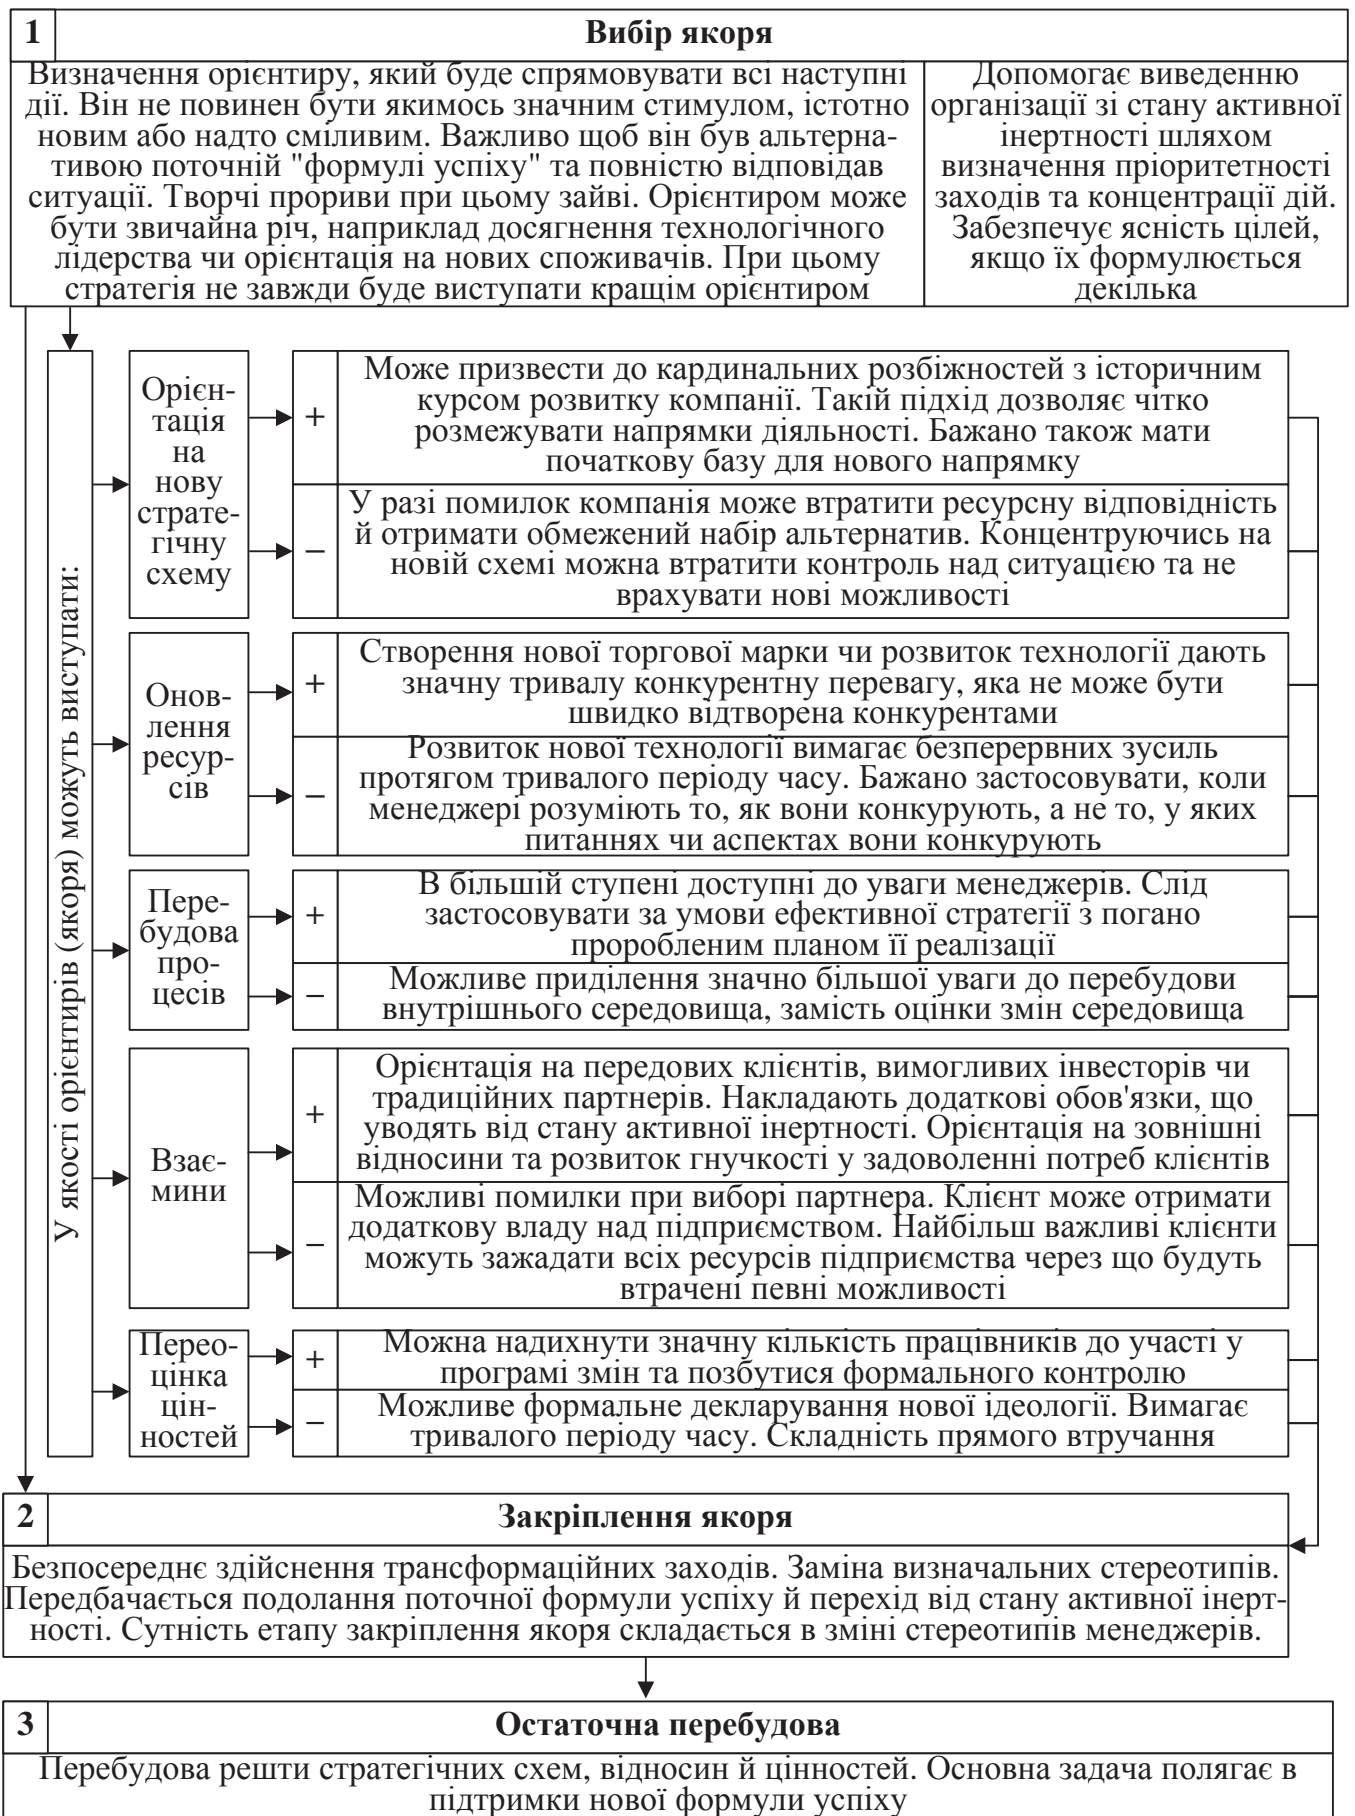 1
Вибір якоря
Визначення орієнтиру, який буде спрямовувати всі наступні
дії. Він не повинен бути якимось значним стимулом, істотно
новим або надто сміливим. Важливо щоб він був альтерна-
тивою поточній "формулі успіху" та повністю відповідав
ситуації. Творчі прориви при цьому зайві. Орієнтиром може
бути звичайна річ, наприклад досягнення технологічного
лідерства чи орієнтація на нових споживачів. При цьому
стратегія не завжди буде виступати кращім орієнтиром
Допомогає виведенню
організації зі стану активної
інертності шляхом
визначення пріоритетності
заходів та концентрації дій.
Забезпечує ясність цілей,
якщо їх формулюється
декілька
У якості орієнтирів (якоря) можуть виступати:
Орієн-
тація
на
нову
страте-
гічну
схему
+
Може призвести до кардинальних розбіжностей з історичним
курсом розвитку компанії. Такій підхід дозволяє чітко
розмежувати напрямки діяльності. Бажано також мати
початкову базу для нового напрямку
–
У разі помилок компанія може втратити ресурсну відповідність
й отримати обмежений набір альтернатив. Концентруючись на
новій схемі можна втратити контроль над ситуацією та не
врахувати нові можливості
Онов-
лення
ресур-
сів
+
Створення нової торгової марки чи розвиток технології дають
значну тривалу конкурентну перевагу, яка не може бути
швидко відтворена конкурентами
–
Розвиток нової технології вимагає безперервних зусиль
протягом тривалого періоду часу. Бажано застосовувати, коли
менеджері розуміють то, як вони конкурують, а не то, у яких
питаннях чи аспектах вони конкурують
Пере-
будова
про-
цесів
+
В більшій ступені доступні до уваги менеджерів. Слід
застосовувати за умови ефективної стратегії з погано
проробленим планом її реалізації
–
Можливе приділення значно більшої уваги до перебудови
внутрішнього середовища, замість оцінки змін середовища
Взає-
мини
+
Орієнтація на передових клієнтів, вимогливих інвесторів чи
традиційних партнерів. Накладають додаткові обов'язки, що
уводять від стану активної інертності. Орієнтація на зовнішні
відносини та розвиток гнучкості у задоволенні потреб клієнтів
–
Можливі помилки при виборі партнера. Клієнт може отримати
додаткову владу над підприємством. Найбільш важливі клієнти
можуть зажадати всіх ресурсів підприємства через що будуть
втрачені певні можливості
Перео-
цінка
цін-
ностей
+
Можна надихнути значну кількість працівників до участі у
програмі змін та позбутися формального контролю
–
Можливе формальне декларування нової ідеології. Вимагає
тривалого періоду часу. Складність прямого втручання
2
Закріплення якоря
Безпосереднє здійснення трансформаційних заходів. Заміна визначальних стереотипів.
Передбачається подолання поточної формули успіху й перехід від стану активної інерт-
ності. Сутність етапу закріплення якоря складається в зміні стереотипів менеджерів.
3
Остаточна перебудова
Перебудова решти стратегічних схем, відносин й цінностей. Основна задача полягає в
підтримки нової формули успіху